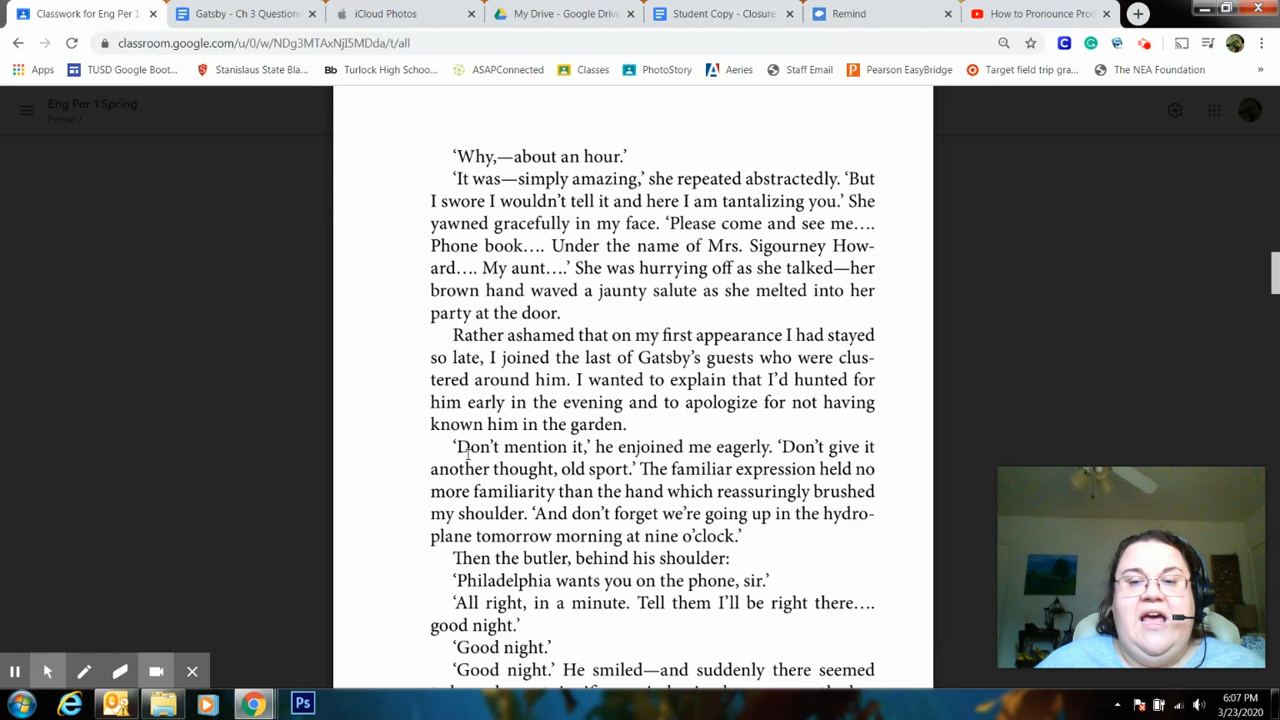 Classwork for Eng Per 1
Gatsby - Ch 3 Question
iCloud Photos
My Drive - Google Drive
Student Copy - Closure
Remind
How to Pronounce Pro
classroom.google.com/u/0/w/NDg3MTAxNjI5MDda/t/all
Apps
TUSD Google Boot...
Stanislaus State Bla...
Bb Turlock High Schoo...
ASAPConnected
Classes
PhotoStory
Aeries
Staff Email
Pearson EasyBridge
Target field trip gra...
The NEA Foundation
»
Eng Per 1 Spring
Period 1
‘Why,—about an hour.’
‘It was—simply amazing,’ she repeated abstractedly. ‘But
I swore I wouldn’t tell it and here I am tantalizing you.’ She
yawned gracefully in my face. ‘Please come and see me....
Phone book.... Under the name of Mrs. Sigourney How-
ard.... My aunt....’ She was hurrying off as she talked—her
brown hand waved a jaunty salute as she melted into her
party at the door.
Rather ashamed that on my first appearance I had stayed
so late, I joined the last of Gatsby’s guests who were clus-
tered around him. I wanted to explain that I’d hunted for
him early in the evening and to apologize for not having
known him in the garden.
‘Don’t mention it,’ he enjoined me eagerly. ‘Don’t give it
another thought, old sport.’ The familiar expression held no
more familiarity than the hand which reassuringly brushed
my shoulder. ‘And don’t forget we’re going up in the hydro-
plane tomorrow morning at nine o’clock.’
Then the butler, behind his shoulder:
‘Philadelphia wants you on the phone, sir.’
‘All right, in a minute. Tell them I’ll be right there....
good night.’
‘Good night.’
‘Good night.’ He smiled—and suddenly there seemed
Ps
6:07 PM
3/23/2020